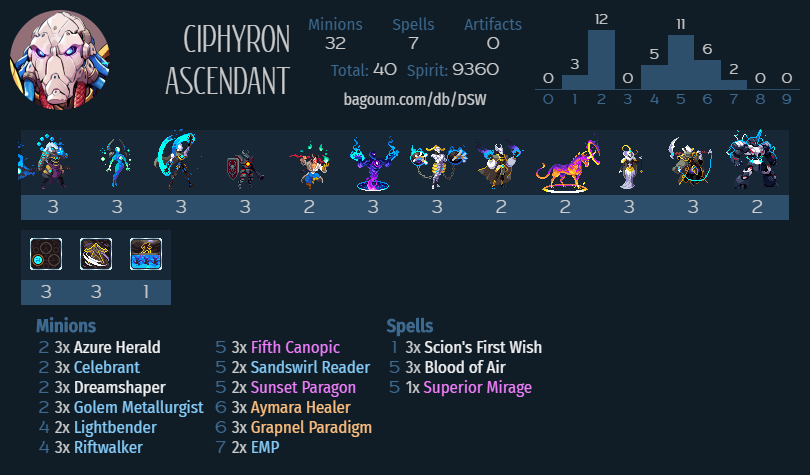 CIPHYRON
ASCENDANT
Minions Spells Artifacts
32 7 0
Total: 40 Spirit: 9360
bagoum.com/db/DSW
0 3 12 0 5 11 6 2 0 0
0 1 2 3 4 5 6 7 8 9
3 3 3 3 2 3 3 2 2 3 3 2
3 3 1
Minions
2 3x Azure Herald
2 3x Celebrant
2 3x Dreamshaper
2 3x Golem Metallurgist
4 2x Lightbender
4 3x Riftwalker
5 3x Fifth Canopic
5 2x Sandswirl Reader
5 2x Sunset Paragon
6 3x Aymara Healer
6 3x Grapnel Paradigm
7 2x EMP
Spells
1 3x Scion's First Wish
5 3x Blood of Air
5 1x Superior Mirage